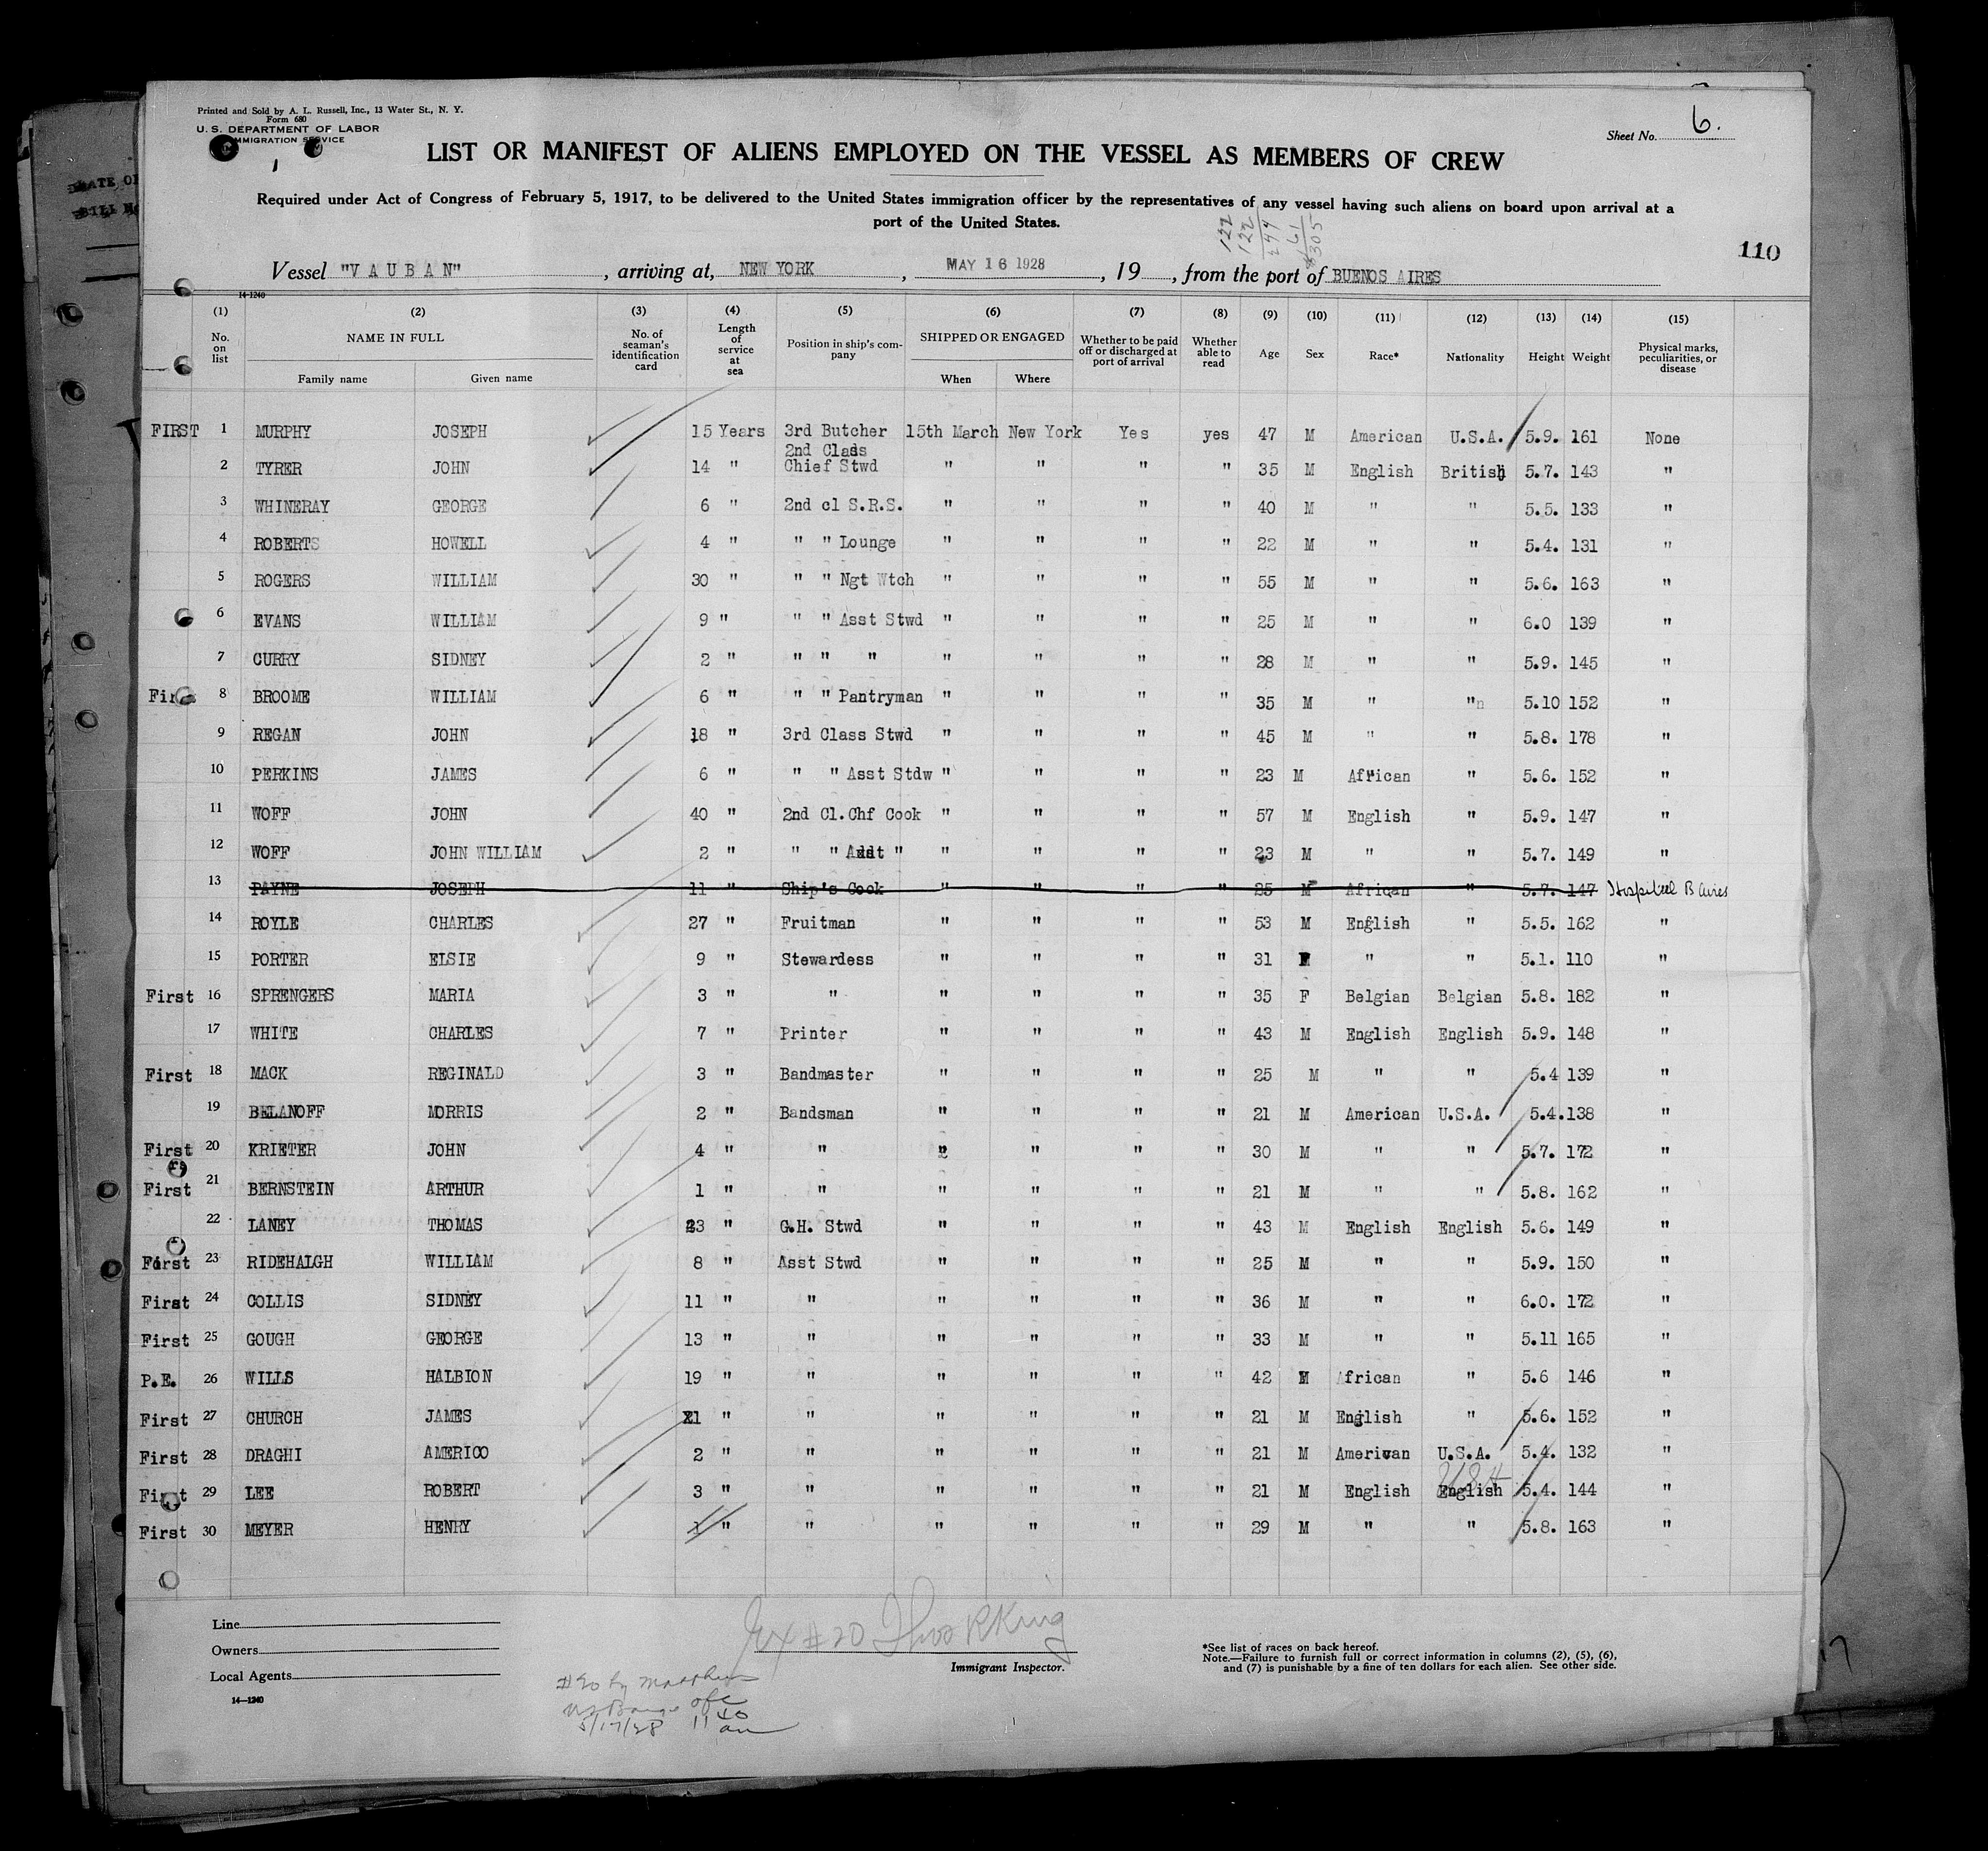 Printed and Sold by A. L. Russell, Inc., 13 Water St., N. Y.
Form 680
U. S. DEPARTMENT OF LABOR
IMMIGRATION SERVICE
Sheet No. 6.
LIST OR MANIFEST OF ALIENS EMPLOYED ON THE VESSEL AS MEMBERS OF CREW
Required under Act of Congress of February 5, 1917, to be delivered to the United States immigration officer by the representatives of any vessel having such aliens on board upon arrival at a
port of the United States.
122
122
244
61
305
110
Vessel "VAUBAN", arriving at, NEW YORK, MAY 16 1928, 19, from the port of BUENOS AIRES
14-1240
(1) (2) (3) (4) (5) (6) (7) (8) (9) (10) (11) (12) (13) (14) (15)
No. on list NAME IN FULL Family name Given name No. of seaman's identification card Length of service at sea Position in ship's company SHIPPED OR ENGAGED When Where Whether to be paid off or discharged at port of arrival Whether able to read Age Sex Race* Nationality Height Weight Physical marks, peculiarities, or disease
FIRST 1 MURPHY JOSEPH 15 Years 3rd Butcher 15th March New York Yes yes 47 M American U.S.A. 5.9. 161 None
2nd Class
2 TYRER JOHN 14 " Chief Stwd " " " " 35 M English British 5.7. 143 "
3 WHINERAY GEORGE 6 " 2nd cl S.R.S. " " " " 40 M " " 5.5. 133 "
4 ROBERTS HOWELL 4 " " " Lounge " " " " 22 M " " 5.4. 131 "
5 ROGERS WILLIAM 30 " " " Ngt Wtch " " " " 55 M " " 5.6. 163 "
6 EVANS WILLIAM 9 " " " Asst Stwd " " " " 25 M " " 6.0 139 "
7 CURRY SIDNEY 2 " " " " " " " " 28 M " " 5.9. 145 "
First 8 BROOME WILLIAM 6 " " " Pantryman " " " " 35 M " " 5.10 152 "
9 REGAN JOHN 18 " 3rd Class Stwd " " " " 45 M " " 5.8. 178 "
10 PERKINS JAMES 6 " " " Asst Stdw " " " " 23 M African " 5.6. 152 "
11 WOFF JOHN 40 " 2nd Cl.Chf Cook " " " " 57 M English " 5.9. 147 "
12 WOFF JOHN WILLIAM 2 " " " Asst " " " " " 23 M " " 5.7. 149 "
13 PAYNE JOSEPH 11 " Ship's Cook " " " " 25 M African " 5.7. 147 Hospital B Aires
14 ROYLE CHARLES 27 " Fruitman " " " " 53 M English " 5.5. 162 "
15 PORTER ELSIE 9 " Stewardess " " " " 31 F " " 5.1. 110 "
First 16 SPRENGERS MARIA 3 " " " " " " 35 F Belgian Belgian 5.8. 182 "
17 WHITE CHARLES 7 " Printer " " " " 43 M English English 5.9. 148 "
First 18 MACK REGINALD 3 " Bandmaster " " " " 25 M " " 5.4 139 "
19 BELANOFF MORRIS 2 " Bandsman " " " " 21 M American U.S.A. 5.4. 138 "
First 20 KRIETER JOHN 4 " " " " " " 30 M " " 5.7. 172 "
First 21 BERNSTEIN ARTHUR 1 " " " " " " 21 M " " 5.8. 162 "
22 LANEY THOMAS 23 " G.H. Stwd " " " " 43 M English English 5.6. 149 "
First 23 RIDEHALGH WILLIAM 8 " Asst Stwd " " " " 25 M " " 5.9. 150 "
First 24 COLLIS SIDNEY 11 " " " " " " 36 M " " 6.0. 172 "
First 25 GOUGH GEORGE 13 " " " " " " 33 M " " 5.11 165 "
P.E. 26 WILLS HALBION 19 " " " " " " 42 M African " 5.6 146 "
First 27 CHURCH JAMES 1 " " " " " " 21 M English " 5.6. 152 "
First 28 DRAGHI AMERICO 2 " " " " " " 21 M American U.S.A. 5.4. 132 "
USA
First 29 LEE ROBERT 3 " " " " " " 21 M English English 5.4. 144 "
First 30 MEYER HENRY 1 " " " " " " 29 M " " 5.8. 163 "
Line
Owners
Local Agents
14-1240
Ex #20 Thos R King
Immigrant Inspector.
#20 by
5/17/28 11 40 am
*See list of races on back hereof.
Note.—Failure to furnish full or correct information in columns (2), (5), (6),
and (7) is punishable by a fine of ten dollars for each alien. See other side.